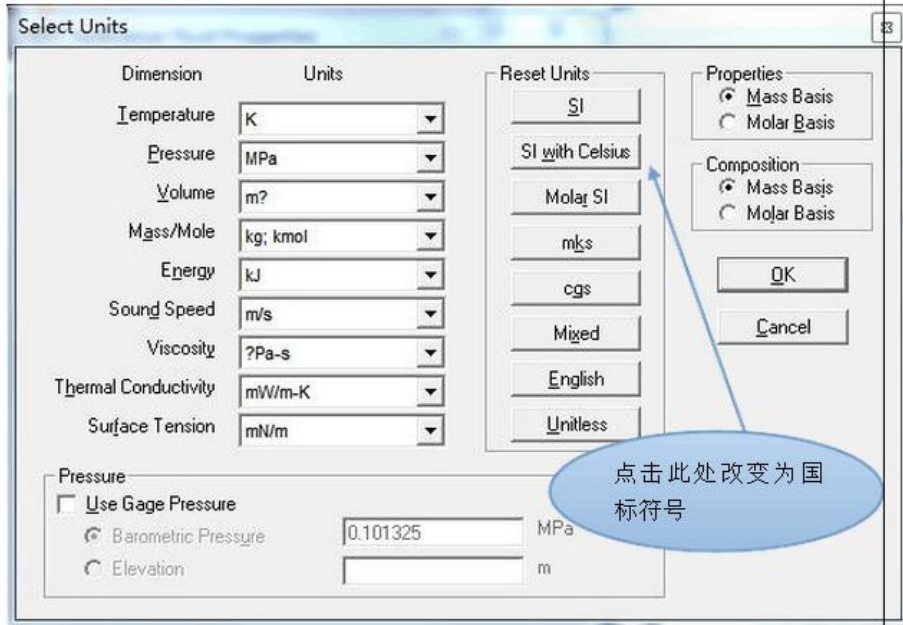 Select Units
Dimension Units
Temperature K
Pressure MPa
Volume m?
Mass/Mole kg; kmol
Energy kJ
Sound Speed m/s
Viscosity ?Pa-s
Thermal Conductivity mW/m-K
Surface Tension mN/m
Reset Units
SI
SI with Celsius
Molar SI
mks
cgs
Mixed
English
Unitless
Properties
Mass Basis
Molar Basis
Composition
Mass Basis
Molar Basis
OK
Cancel
Pressure
Use Gage Pressure
Barometric Pressure 0.101325 MPa
Elevation m
点击此处改变为国
标符号